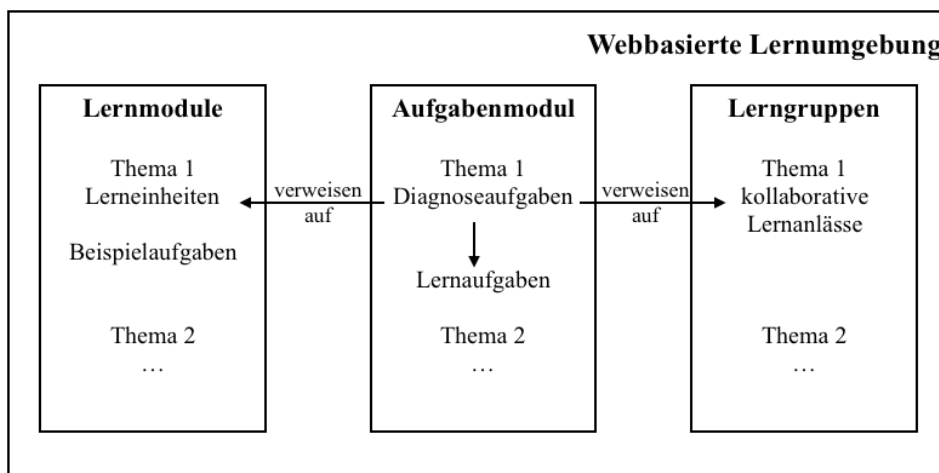 Webbasierte Lernumgebung
Lernmodule
Thema 1
Lerneinheiten
Beispielaufgaben
Thema 2
…
verweisen
auf
Aufgabenmodul
Thema 1
Diagnoseaufgaben
Lernaufgaben
Thema 2
…
verweisen
auf
Lerngruppen
Thema 1
kollaborative
Lernanlässe
Thema 2
…